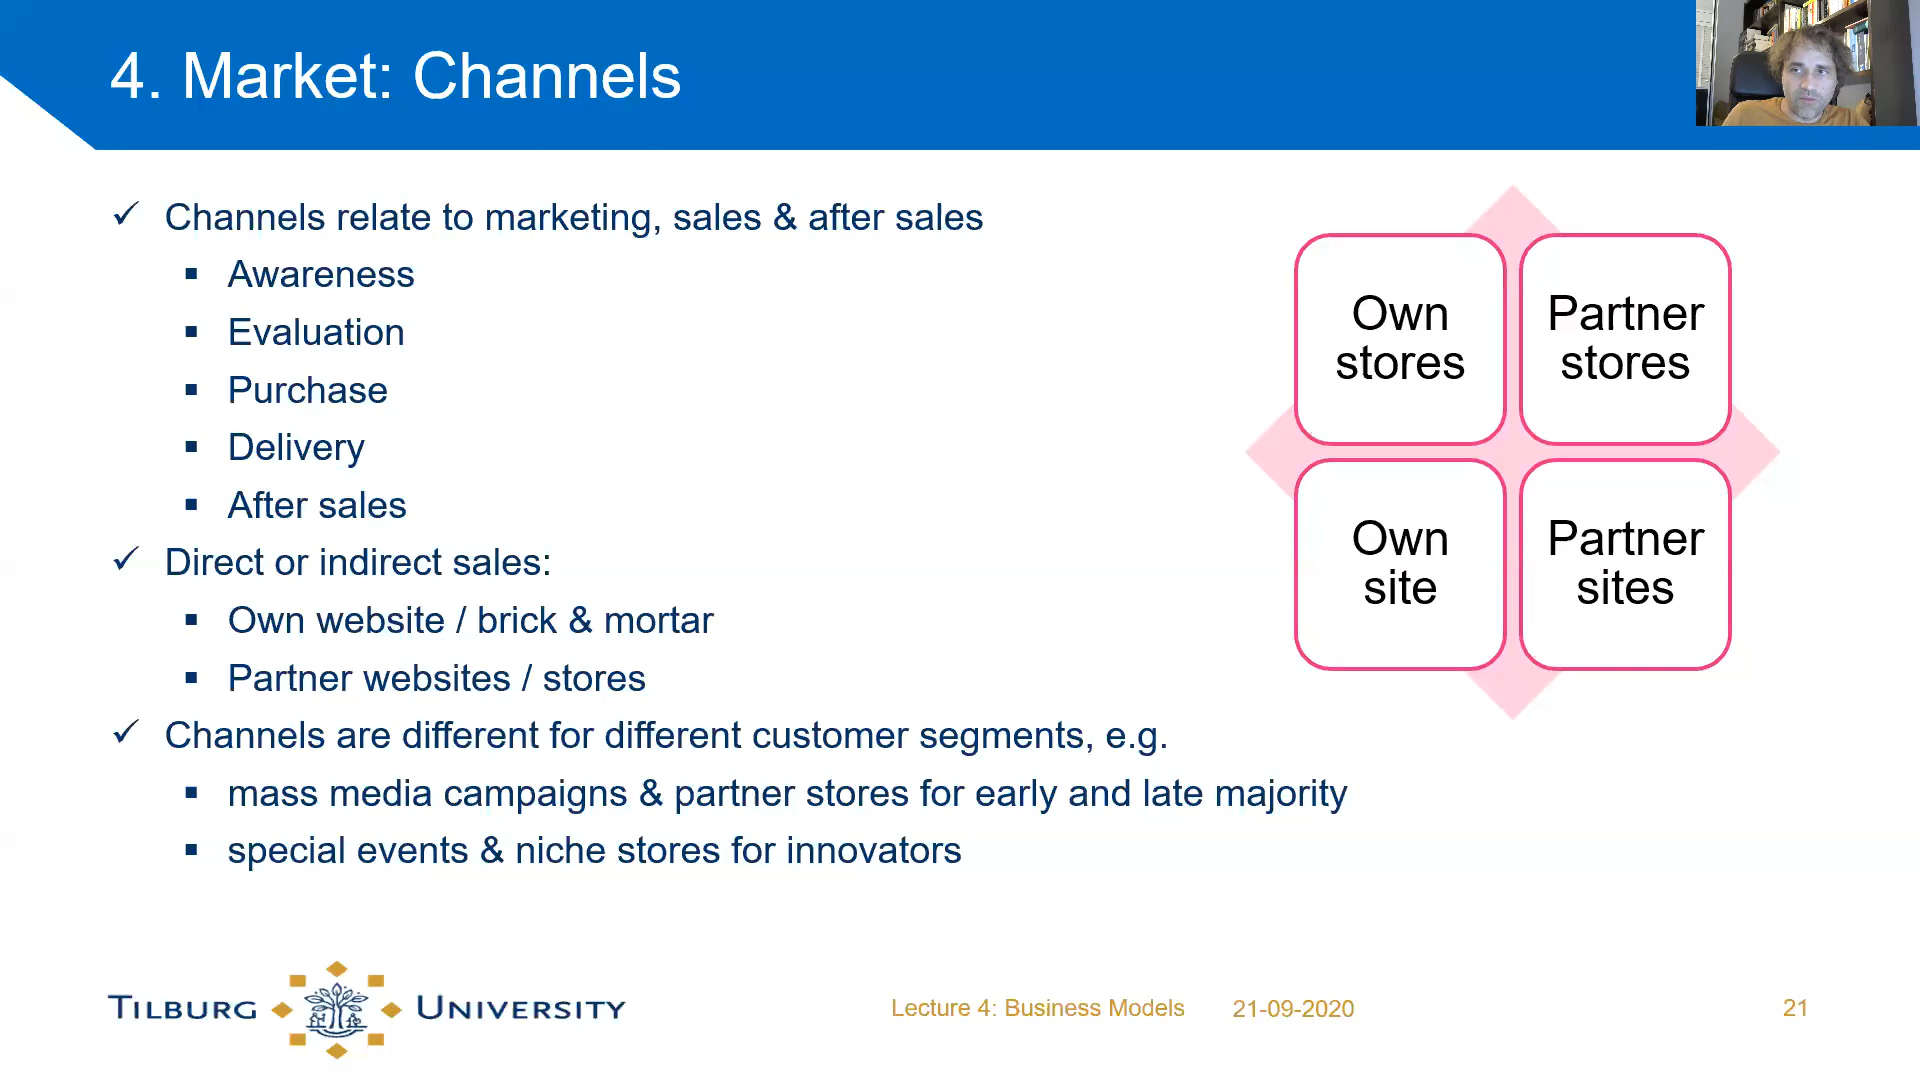 4. Market: Channels
✓ Channels relate to marketing, sales & after sales
▪ Awareness
▪ Evaluation
▪ Purchase
▪ Delivery
▪ After sales
✓ Direct or indirect sales:
▪ Own website / brick & mortar
▪ Partner websites / stores
✓ Channels are different for different customer segments, e.g.
▪ mass media campaigns & partner stores for early and late majority
▪ special events & niche stores for innovators
Own
stores
Partner
stores
Own
site
Partner
sites
TILBURG UNIVERSITY
Lecture 4: Business Models 21-09-2020 21